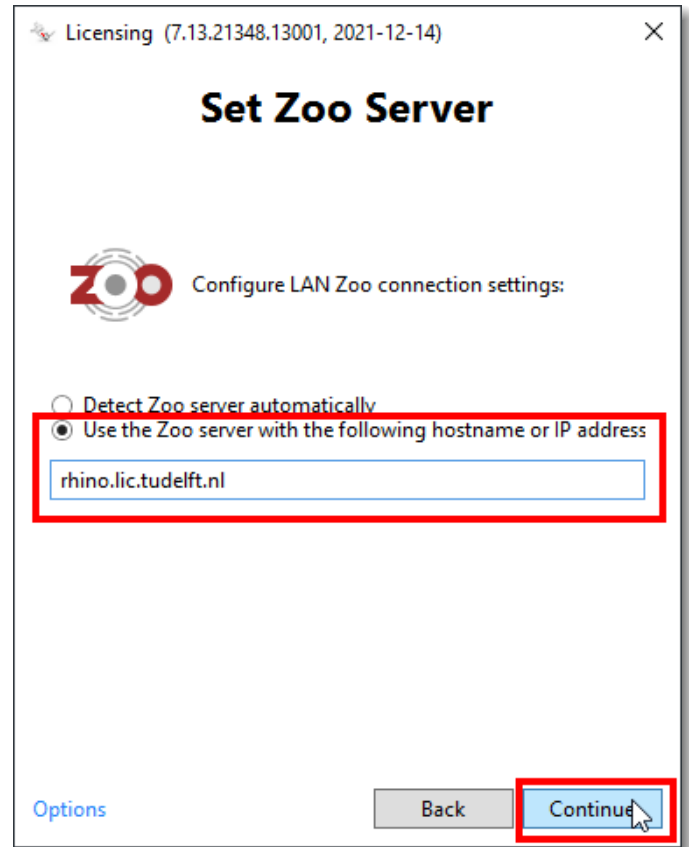 Licensing (7.13.21348.13001, 2021-12-14)
Set Zoo Server
ZOO
Configure LAN Zoo connection settings:
Detect Zoo server automatically
Use the Zoo server with the following hostname or IP address
rhino.lic.tudelft.nl
Options Back Continue